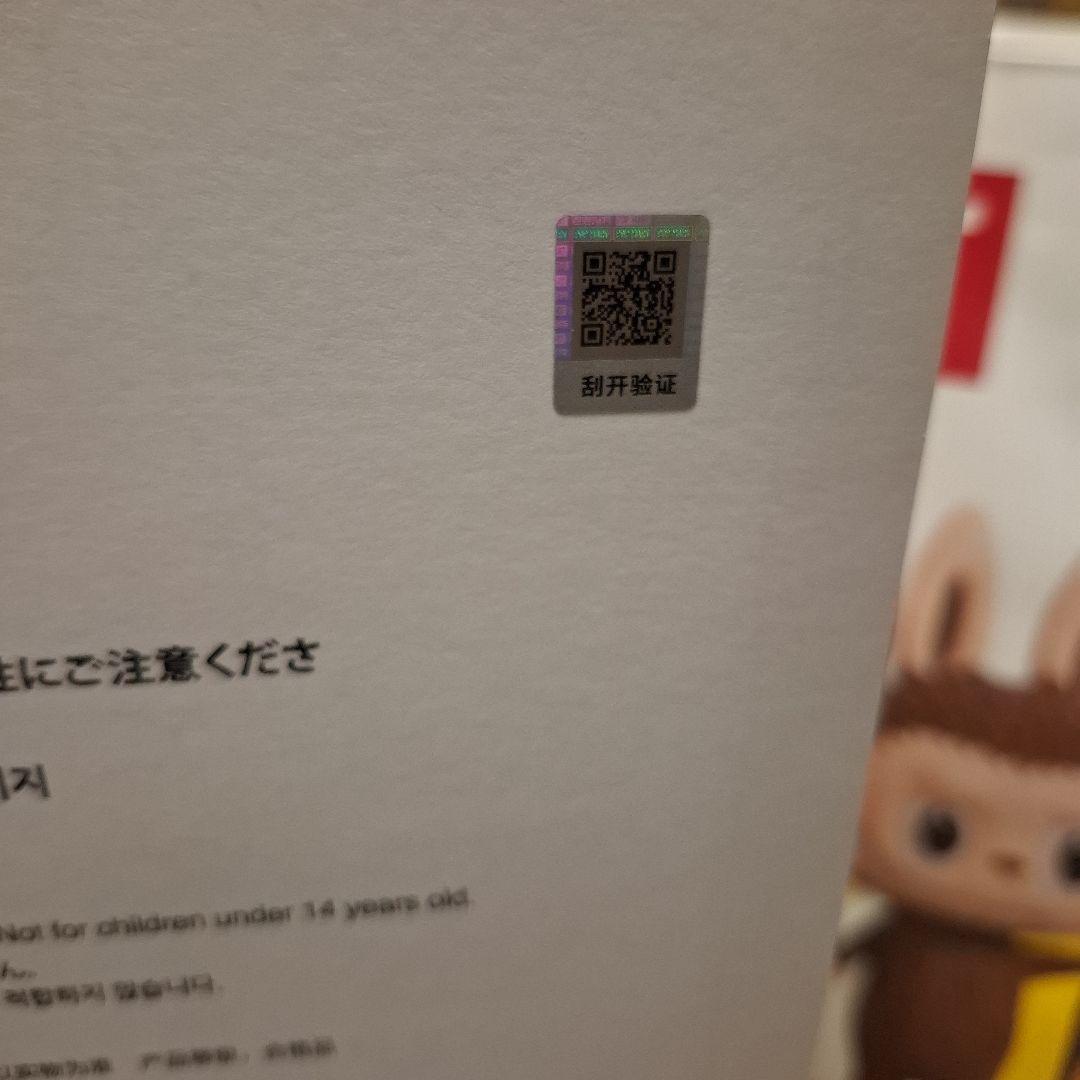 刮开验证
性にご注意くださ
지
Not for children under 14 years old.
ん。
적합하지 않습니다.